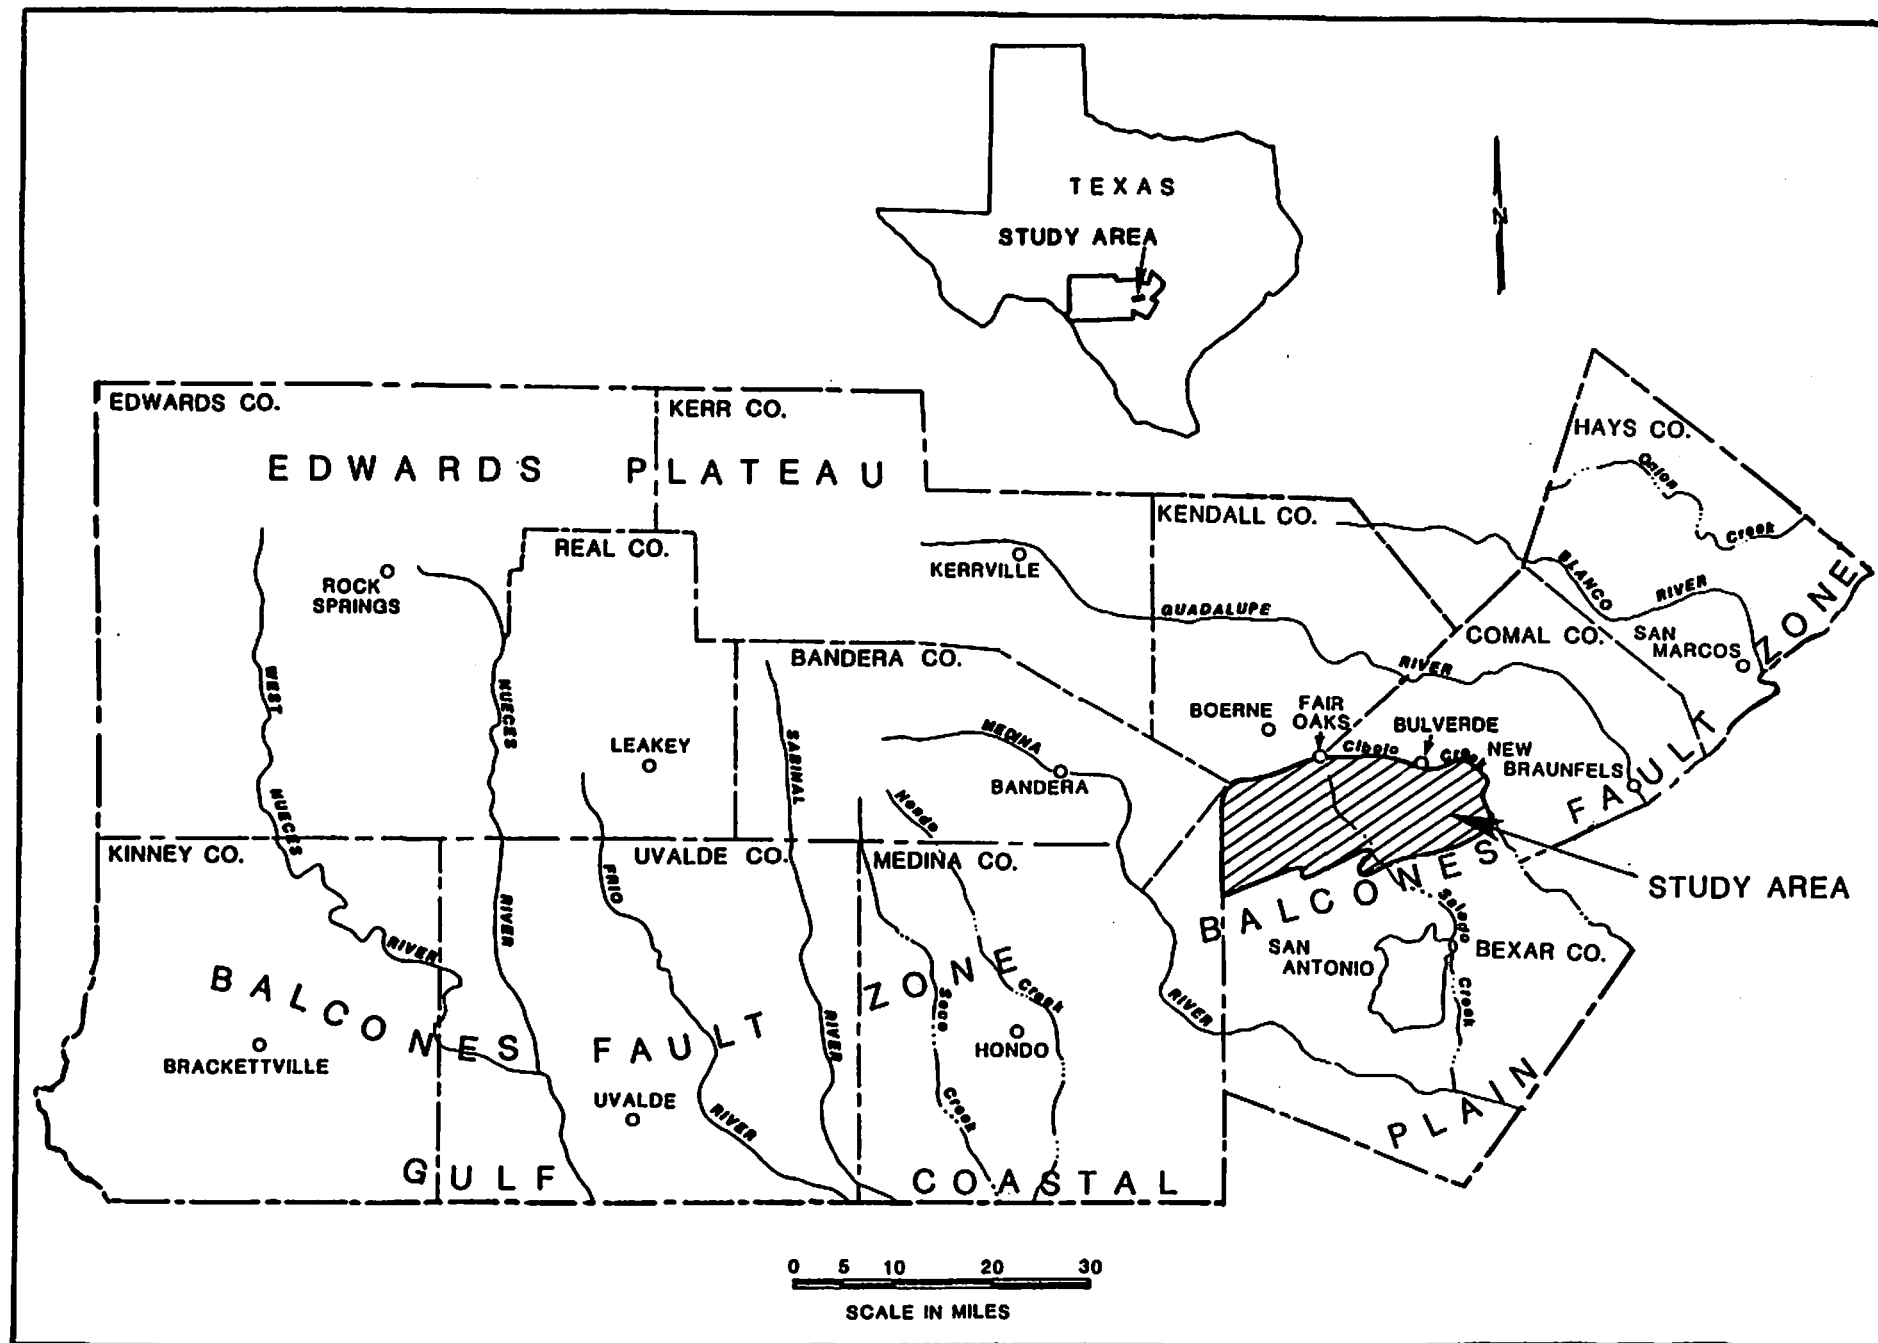 TEXAS
STUDY AREA
N
EDWARDS CO.
KERR CO.
HAYS CO.
EDWARDS PLATEAU
Onion
Creek
KENDALL CO.
REAL CO.
KERRVILLE
ROCK
SPRINGS
BLANCO
RIVER
GUADALUPE
RIVER
COMAL CO.
SAN
MARCOS
BANDERA CO.
WEST
NUECES
RIVER
NUECES
RIVER
LEAKEY
SABINAL
RIVER
MEDINA
BANDERA
BOERNE
FAIR
OAKS
BULVERDE
Cibolo
Creek
NEW
BRAUNFELS
Hondo
Creek
KINNEY CO.
UVALDE CO.
MEDINA CO.
FRIO
RIVER
STUDY AREA
BALCONES FAULT ZONE
Salado
Creek
SAN
ANTONIO
BEXAR CO.
BALCONES FAULT ZONE
Seco
Creek
RIVER
HONDO
BRACKETTVILLE
UVALDE
GULF COASTAL PLAIN
0 5 10 20 30
SCALE IN MILES